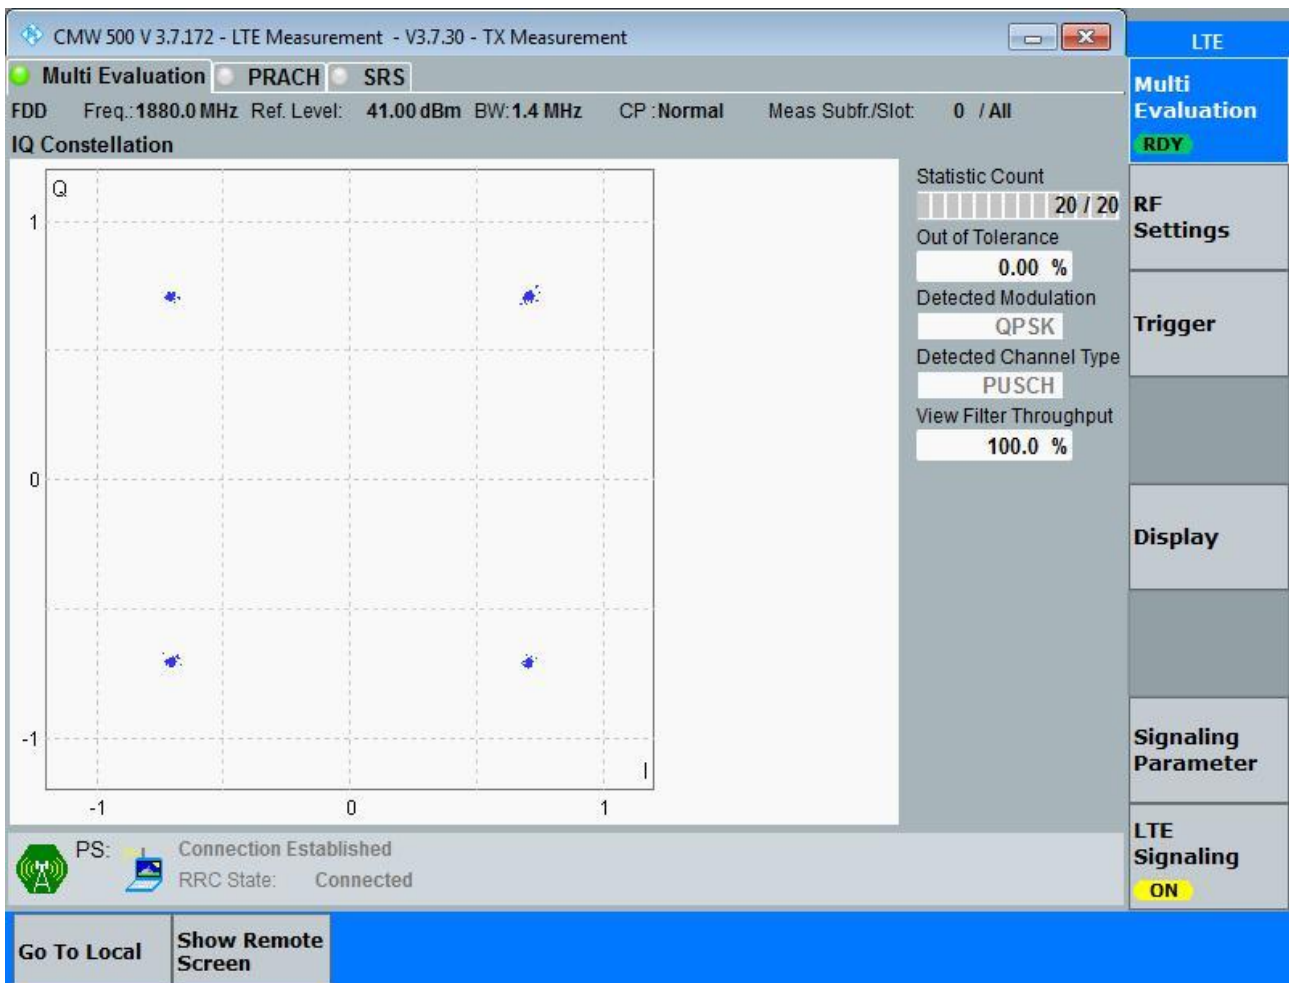 CMW 500 V 3.7.172 - LTE Measurement - V3.7.30 - TX Measurement
LTE
Multi Evaluation PRACH SRS
FDD Freq.:1880.0 MHz Ref. Level: 41.00 dBm BW:1.4 MHz CP :Normal Meas Subfr./Slot: 0 / All
IQ Constellation
Q
1
0
-1
-1 0 1
I
Statistic Count
20 / 20
Out of Tolerance
0.00 %
Detected Modulation
QPSK
Detected Channel Type
PUSCH
View Filter Throughput
100.0 %
Multi
Evaluation
RDY
RF
Settings
Trigger
Display
Signaling
Parameter
LTE
Signaling
ON
PS: Connection Established
RRC State: Connected
Go To Local
Show Remote
Screen